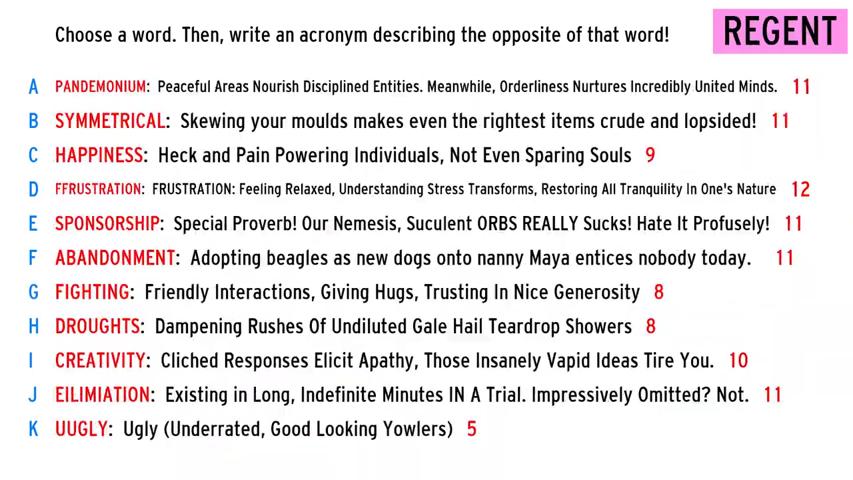 Choose a word. Then, write an acronym describing the opposite of that word!
REGENT
A PANDEMONIUM: Peaceful Areas Nourish Disciplined Entities. Meanwhile, Orderliness Nurtures Incredibly United Minds. 11
B SYMMETRICAL: Skewing your moulds makes even the rightest items crude and lopsided! 11
C HAPPINESS: Heck and Pain Powering Individuals, Not Even Sparing Souls 9
D FFRUSTRATION: FRUSTRATION: Feeling Relaxed, Understanding Stress Transforms, Restoring All Tranquility In One's Nature 12
E SPONSORSHIP: Special Proverb! Our Nemesis, Suculent ORBS REALLY Sucks! Hate It Profusely! 11
F ABANDONMENT: Adopting beagles as new dogs onto nanny Maya entices nobody today. 11
G FIGHTING: Friendly Interactions, Giving Hugs, Trusting In Nice Generosity 8
H DROUGHTS: Dampening Rushes Of Undiluted Gale Hail Teardrop Showers 8
I CREATIVITY: Cliched Responses Elicit Apathy, Those Insanely Vapid Ideas Tire You. 10
J EILIMIATION: Existing in Long, Indefinite Minutes IN A Trial. Impressively Omitted? Not. 11
K UUGLY: Ugly (Underrated, Good Looking Yowlers) 5